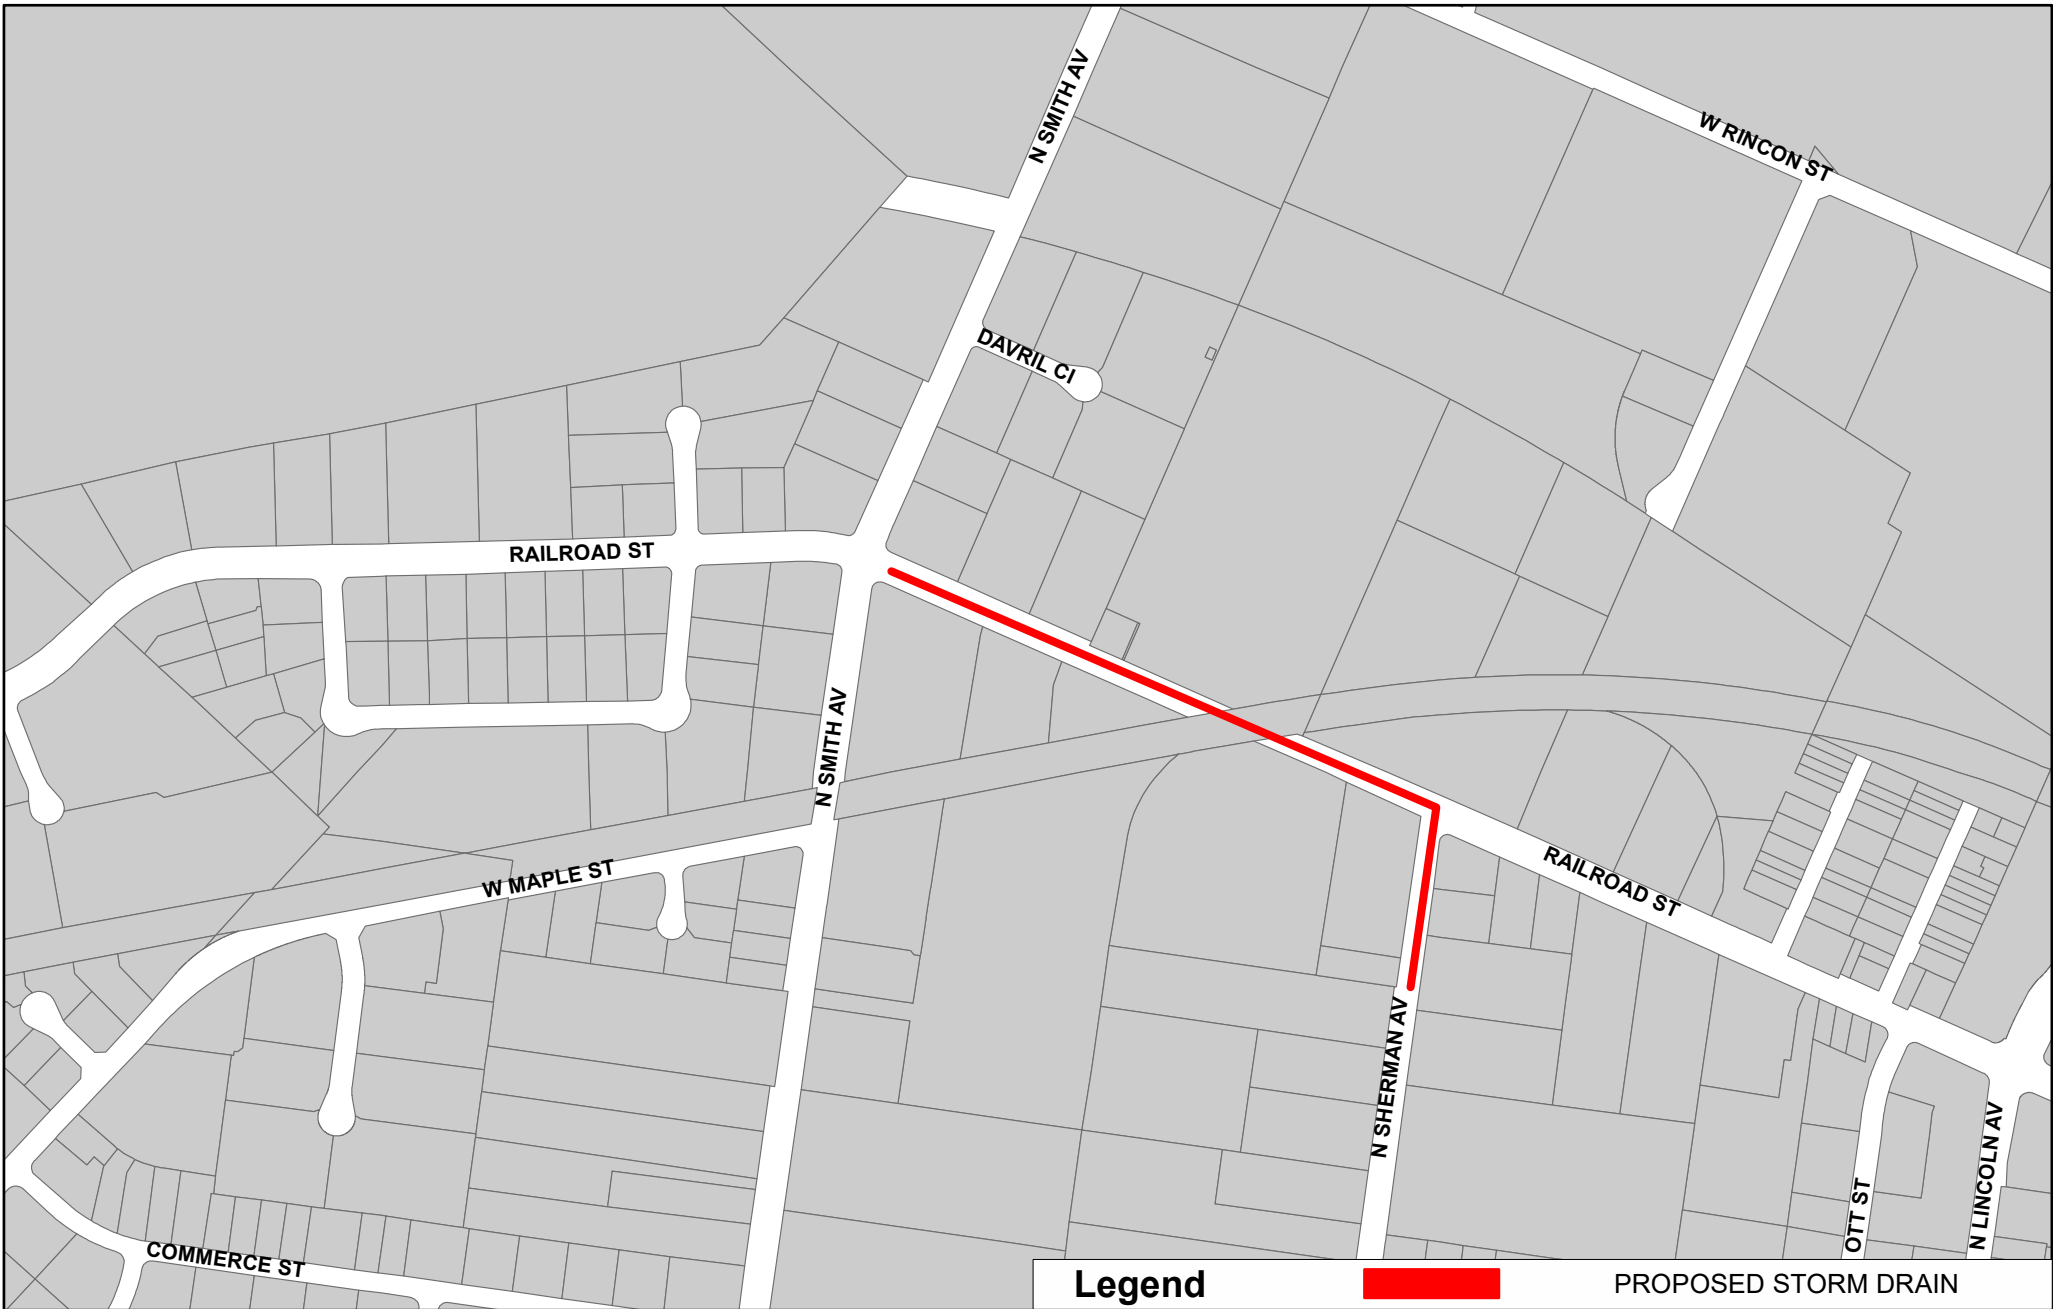 N SMITH AV
W RINCON ST
DAVRIL CI
RAILROAD ST
N SMITH AV
W MAPLE ST
RAILROAD ST
N SHERMAN AV
OTT ST
N LINCOLN AV
COMMERCE ST
Legend
PROPOSED STORM DRAIN